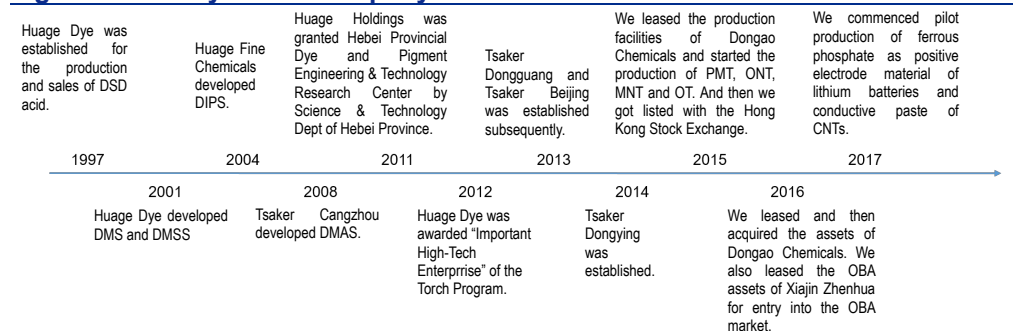 Huage Dye was
established for
the production
and sales of DSD
acid.
Huage Fine
Chemicals
developed
DIPS.
Huage Holdings was
granted Hebei Provincial
Dye and Pigment
Engineering & Technology
Research Center by
Science & Technology
Dept of Hebei Province.
Tsaker
Dongguang and
Tsaker Beijing
was established
subsequently.
We leased the production
facilities of Dongao
Chemicals and started the
production of PMT, ONT,
MNT and OT. And then we
got listed with the Hong
Kong Stock Exchange.
We commenced pilot
production of ferrous
phosphate as positive
electrode material of
lithium batteries and
conductive paste of
CNTs.
1997 2004 2011 2013 2015 2017
2001 2008 2012 2014 2016
Huage Dye developed
DMS and DMSS
Tsaker Cangzhou
developed DMAS.
Huage Dye was
awarded “Important
High-Tech
Enterprrise” of the
Torch Program.
Tsaker
Dongying
was
established.
We leased and then
acquired the assets of
Dongao Chemicals. We
also leased the OBA
assets of Xiajin Zhenhua
for entry into the OBA
market.